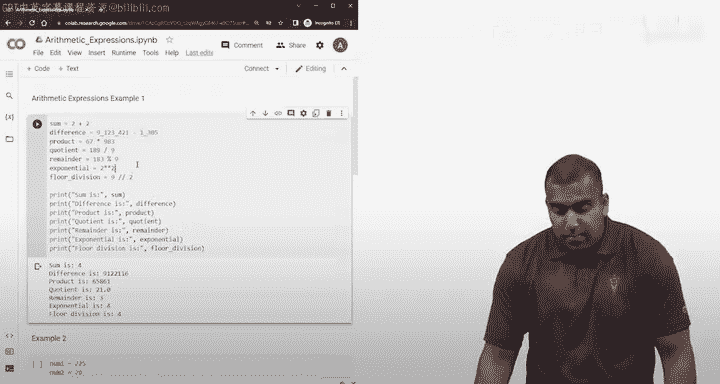 Arithmetic_Expressions.ipynb
File Edit View Insert Runtime Tools Help Last edited
Comment Share A
+ Code + Text Connect Editing
Arithmetic Expressions Example 1
sum = 2 + 2
difference = 9_123_421 - 1_305
product = 67 * 983
quotient = 189 / 9
remainder = 183 % 9
exponential = 2**2
floor_division = 9 // 2
print("Sum is:", sum)
print("Difference is:", difference)
print("Product is:", product)
print("Quotient is:", quotient)
print("Remainder is:", remainder)
print("Exponential is:", exponential)
print("Floor division is:", floor_division)
Sum is: 4
Difference is: 9122116
Product is: 65861
Quotient is: 21.0
Remainder is: 3
Exponential is: 4
Floor division is: 4
Example 2
[ ] num1 = 225
num2 = 20